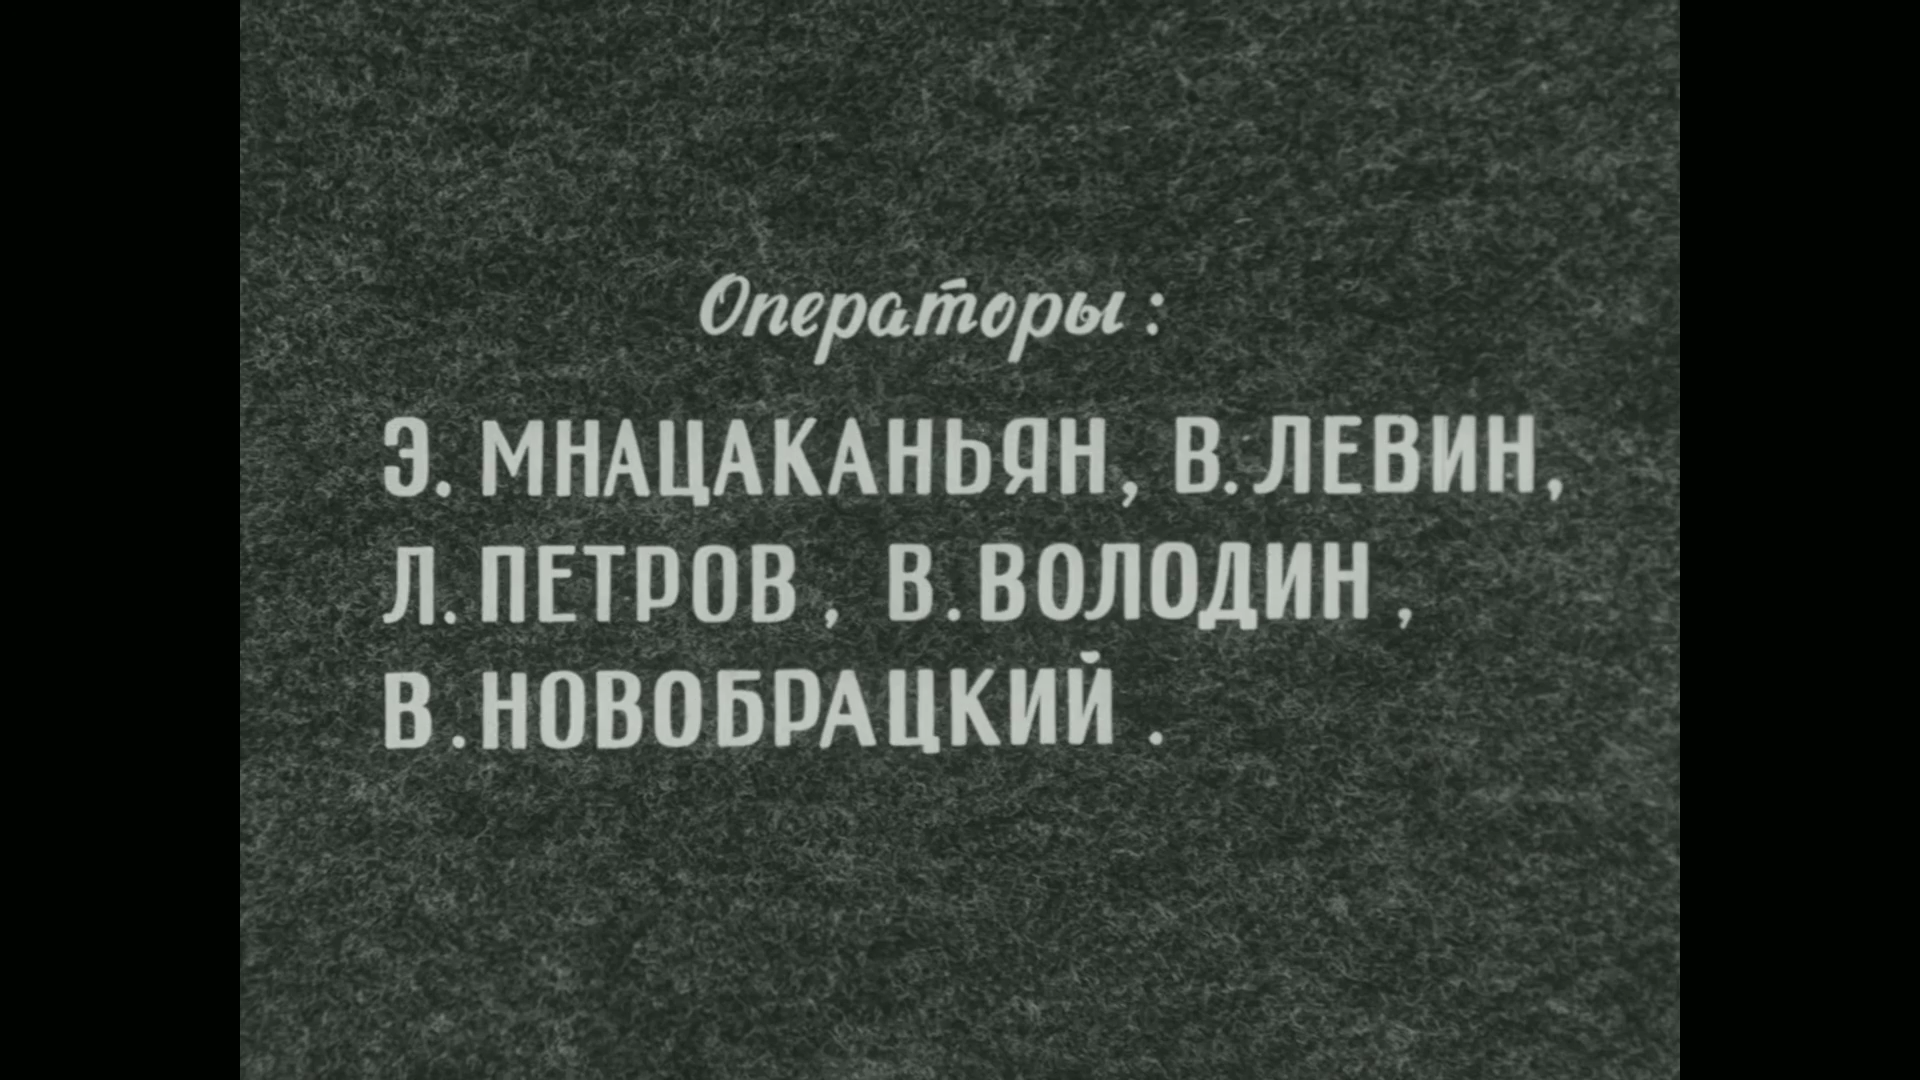 Операторы:
Э. МНАЦАКАНЬЯН, В. ЛЕВИН,
Л. ПЕТРОВ, В. ВОЛОДИН,
В. НОВОБРАЦКИЙ.